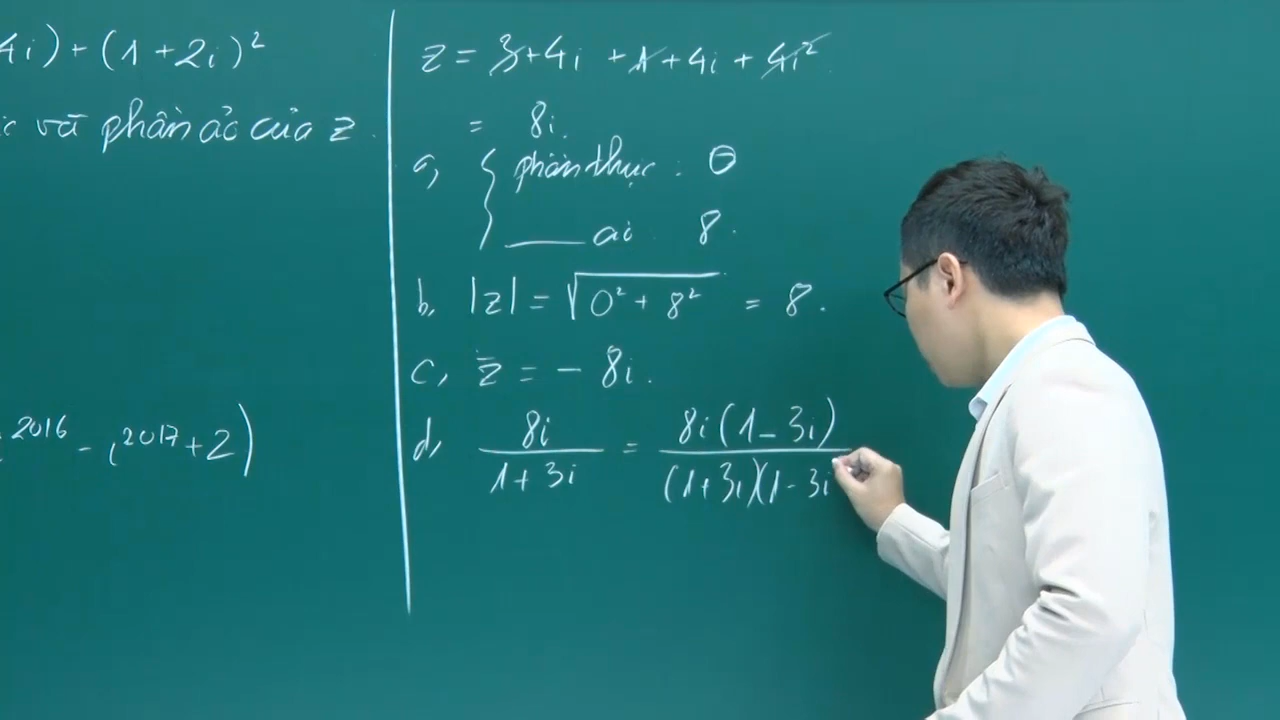 4i) + (1 + 2i)²
và phần ảo của z.
2016 - i²⁰¹⁷ + 2)
z = 3 + 4i + 1 + 4i + 4i²
= 8i.
a, { phần thực : 0
___ ảo 8.
b, |z| = √(0² + 8²) = 8.
c, z̄ = - 8i.
d, 8i / (1 + 3i) = 8i(1 - 3i) / (1+3i)(1 - 3i